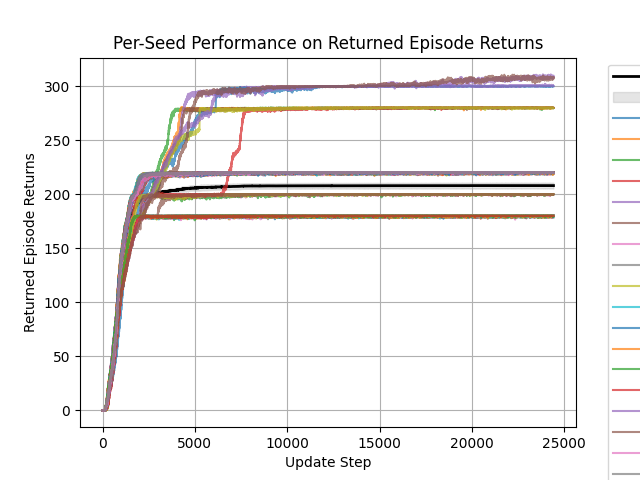 Per-Seed Performance on Returned Episode Returns
300
250
200
150
100
50
0
Returned Episode Returns
0 5000 10000 15000 20000 25000
Update Step